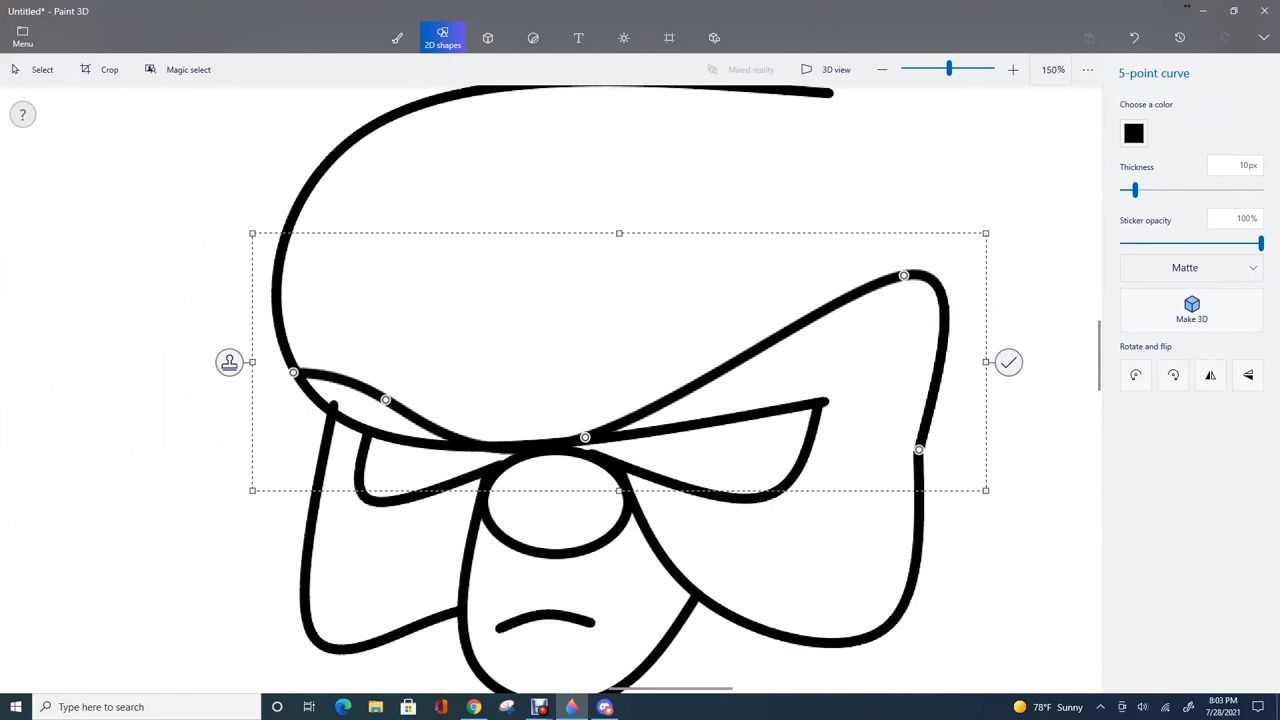 Untitled* - Paint 3D
Menu
2D shapes
Select
Crop
Magic select
Mixed reality
3D view
150%
5-point curve
?
Choose a color
Thickness
10px
Sticker opacity
100%
Matte
Make 3D
Rotate and flip
Type here to search
78°F Sunny
8:03 PM
7/28/2021